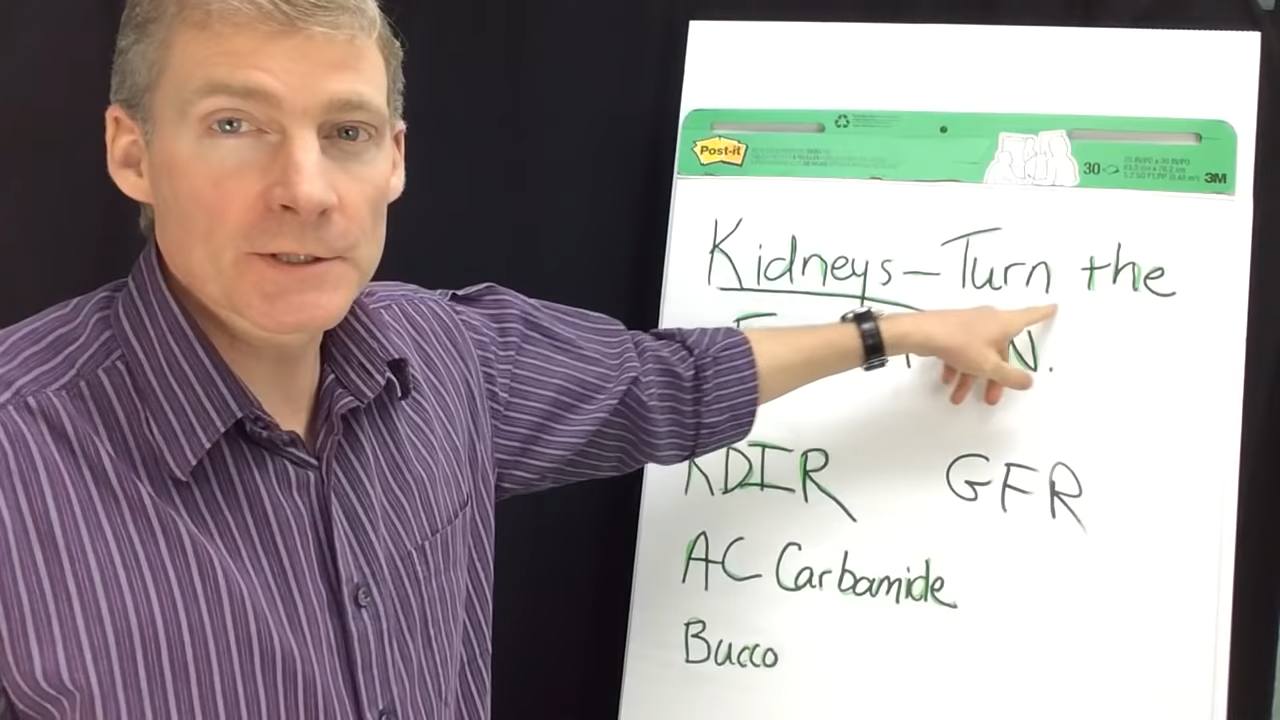 Post-it
30
3M
Kidneys – Turn the
KDIR GFR
AC Carbamide
Bucco